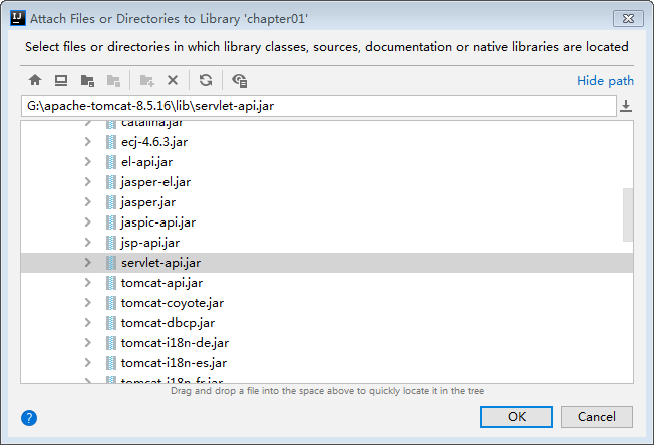 Attach Files or Directories to Library 'chapter01'
Select files or directories in which library classes, sources, documentation or native libraries are located
Hide path
G:\apache-tomcat-8.5.16\lib\servlet-api.jar
catalina.jar
ecj-4.6.3.jar
el-api.jar
jasper-el.jar
jasper.jar
jaspic-api.jar
jsp-api.jar
servlet-api.jar
tomcat-api.jar
tomcat-coyote.jar
tomcat-dbcp.jar
tomcat-i18n-de.jar
tomcat-i18n-es.jar
tomcat-i18n-fr.jar
Drag and drop a file into the space above to quickly locate it in the tree
?
OK Cancel